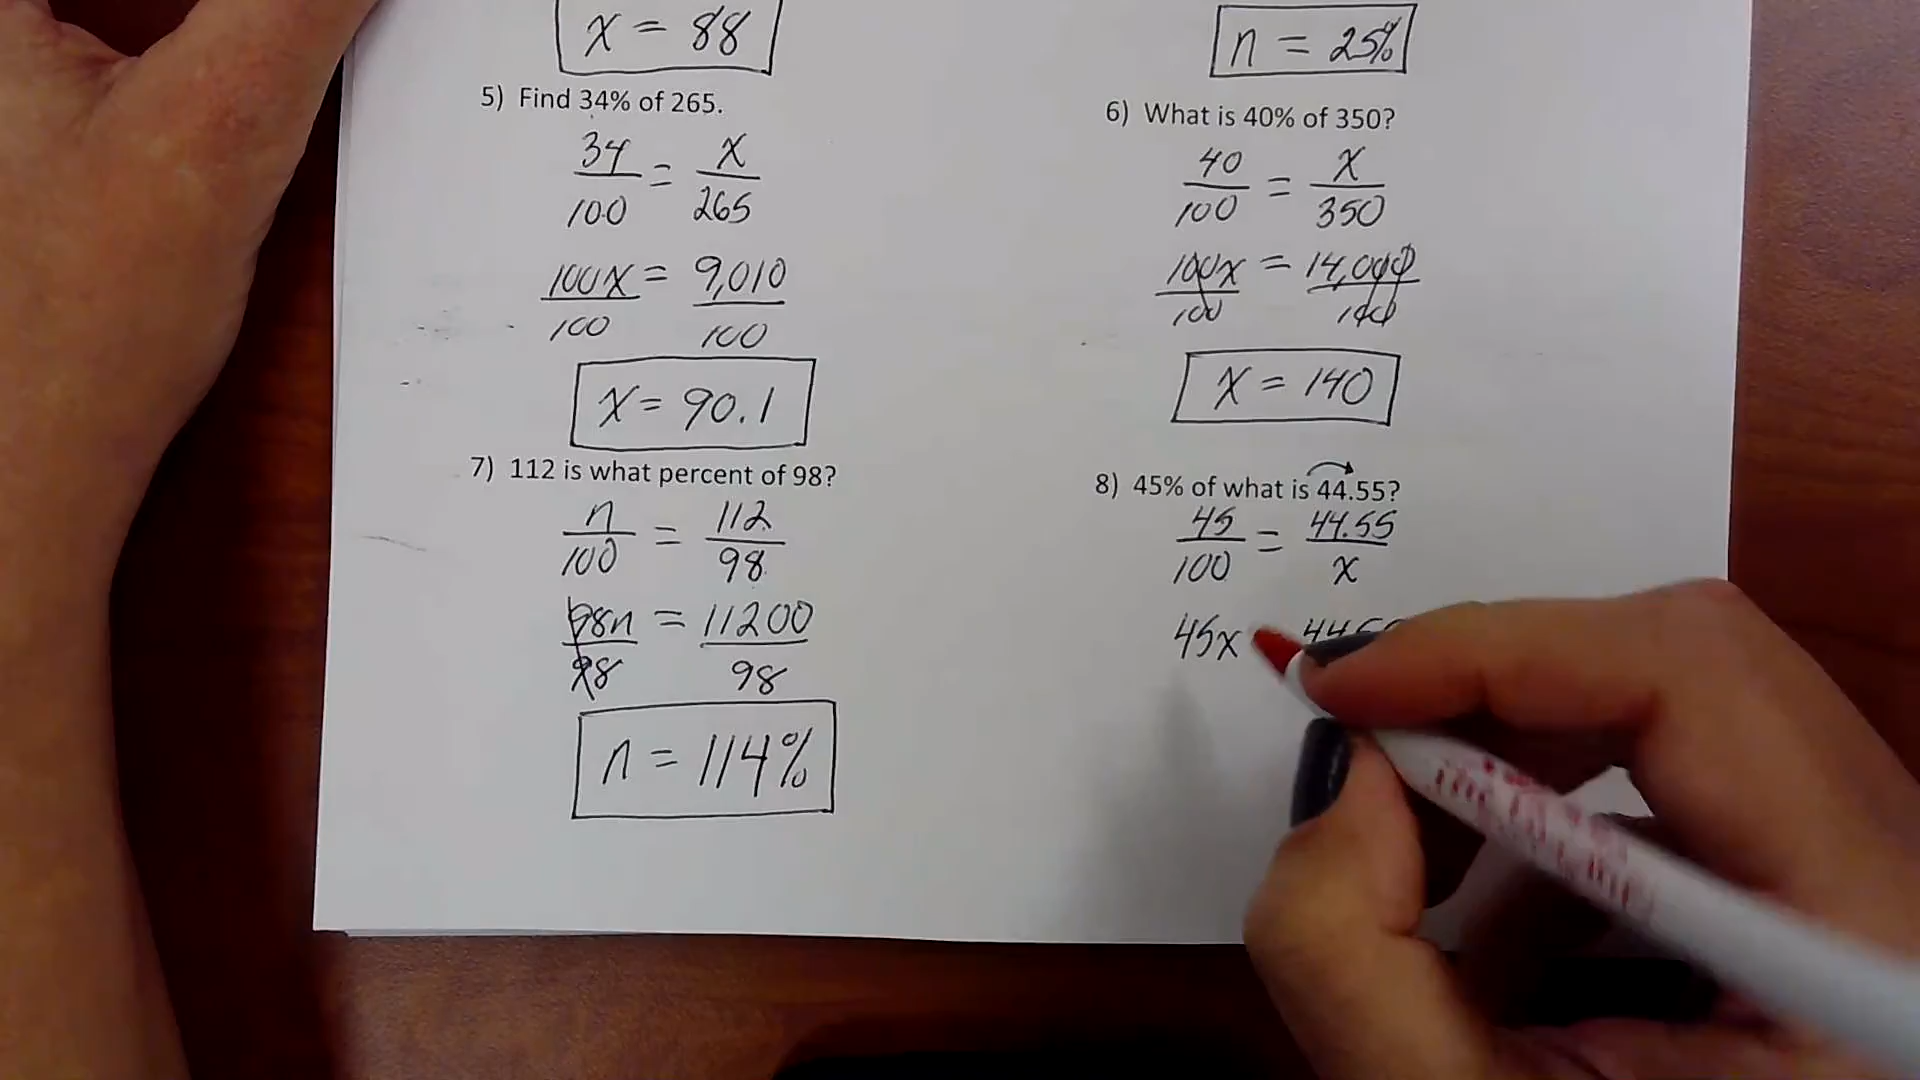 x = 88
5) Find 34% of 265.
34/100 = x/265
100x/100 = 9,010/100
x = 90.1
7) 112 is what percent of 98?
n/100 = 112/98
98n/98 = 11200/98
n = 114%
n = 25%
6) What is 40% of 350?
40/100 = x/350
100x/100 = 14,000/100
x = 140
8) 45% of what is 44.55?
45/100 = 44.55/x
45x